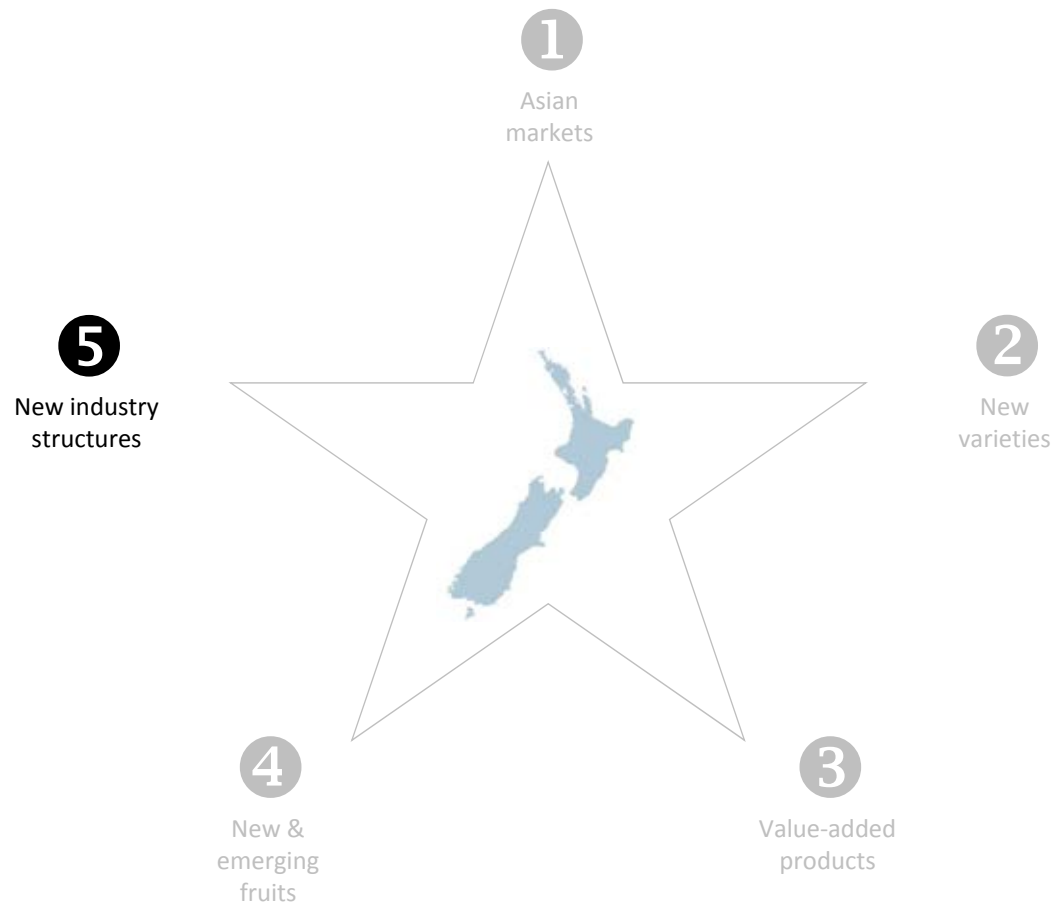 1
Asian
markets
2
New
varieties
3
Value-added
products
4
New &
emerging
fruits
5
New industry
structures